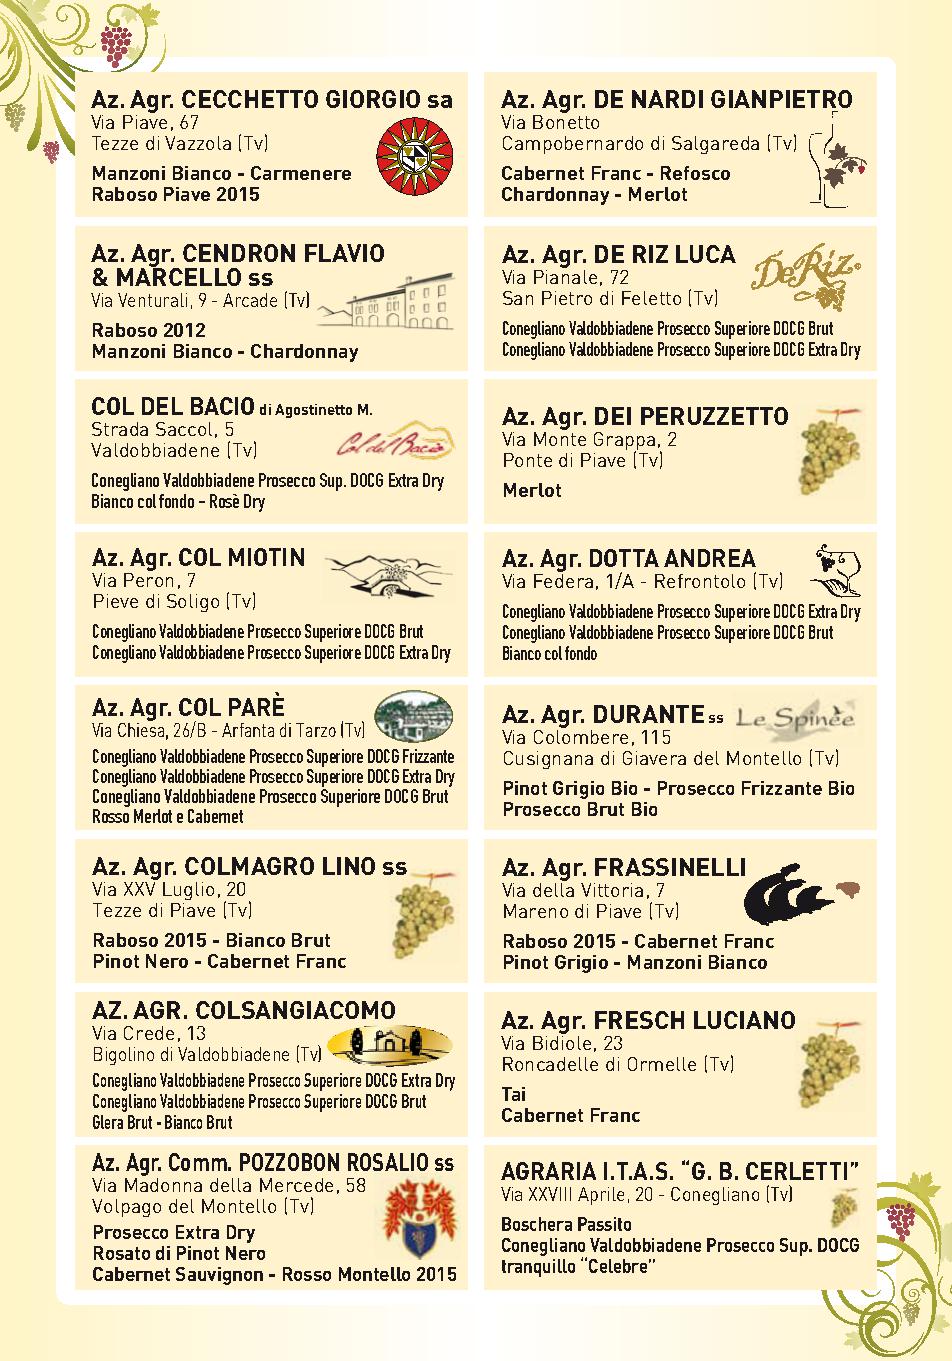 Az. Agr. CECCHETTO GIORGIO sa
Via Piave, 67
Tezze di Vazzola (Tv)
Manzoni Bianco - Carmenere
Raboso Piave 2015
Az. Agr. CENDRON FLAVIO
& MARCELLO ss
Via Venturali, 9 - Arcade (Tv)
Raboso 2012
Manzoni Bianco - Chardonnay
COL DEL BACIO di Agostinetto M.
Strada Saccol, 5
Valdobbiadene (Tv)
Col del Bacio
Conegliano Valdobbiadene Prosecco Sup. DOCG Extra Dry
Bianco col fondo - Rosè Dry
Az. Agr. COL MIOTIN
Via Peron, 7
Pieve di Soligo (Tv)
Conegliano Valdobbiadene Prosecco Superiore DOCG Brut
Conegliano Valdobbiadene Prosecco Superiore DOCG Extra Dry
Az. Agr. COL PARÈ
Via Chiesa, 26/B - Arfanta di Tarzo (Tv)
Conegliano Valdobbiadene Prosecco Superiore DOCG Frizzante
Conegliano Valdobbiadene Prosecco Superiore DOCG Extra Dry
Conegliano Valdobbiadene Prosecco Superiore DOCG Brut
Rosso Merlot e Cabernet
Az. Agr. COLMAGRO LINO ss
Via XXV Luglio, 20
Tezze di Piave (Tv)
Raboso 2015 - Bianco Brut
Pinot Nero - Cabernet Franc
AZ. AGR. COLSANGIACOMO
Via Crede, 13
Bigolino di Valdobbiadene (Tv)
Conegliano Valdobbiadene Prosecco Superiore DOCG Extra Dry
Conegliano Valdobbiadene Prosecco Superiore DOCG Brut
Glera Brut - Bianco Brut
Az. Agr. Comm. POZZOBON ROSALIO ss
Via Madonna della Mercede, 58
Volpago del Montello (Tv)
Prosecco Extra Dry
Rosato di Pinot Nero
Cabernet Sauvignon - Rosso Montello 2015
Az. Agr. DE NARDI GIANPIETRO
Via Bonetto
Campobernardo di Salgareda (Tv)
Cabernet Franc - Refosco
Chardonnay - Merlot
Az. Agr. DE RIZ LUCA
Via Pianale, 72
San Pietro di Feletto (Tv)
DeRiz
Conegliano Valdobbiadene Prosecco Superiore DOCG Brut
Conegliano Valdobbiadene Prosecco Superiore DOCG Extra Dry
Az. Agr. DEI PERUZZETTO
Via Monte Grappa, 2
Ponte di Piave (Tv)
Merlot
Az. Agr. DOTTA ANDREA
Via Federa, 1/A - Refrontolo (Tv)
Conegliano Valdobbiadene Prosecco Superiore DOCG Extra Dry
Conegliano Valdobbiadene Prosecco Superiore DOCG Brut
Bianco col fondo
Az. Agr. DURANTE ss
Le Spinèe
Via Colombere, 115
Cusignana di Giavera del Montello (Tv)
Pinot Grigio Bio - Prosecco Frizzante Bio
Prosecco Brut Bio
Az. Agr. FRASSINELLI
Via della Vittoria, 7
Mareno di Piave (Tv)
Raboso 2015 - Cabernet Franc
Pinot Grigio - Manzoni Bianco
Az. Agr. FRESCH LUCIANO
Via Bidiole, 23
Roncadelle di Ormelle (Tv)
Tai
Cabernet Franc
AGRARIA I.T.A.S. “G. B. CERLETTI”
Via XXVIII Aprile, 20 - Conegliano (Tv)
Boschera Passito
Conegliano Valdobbiadene Prosecco Sup. DOCG
tranquillo “Celebre”